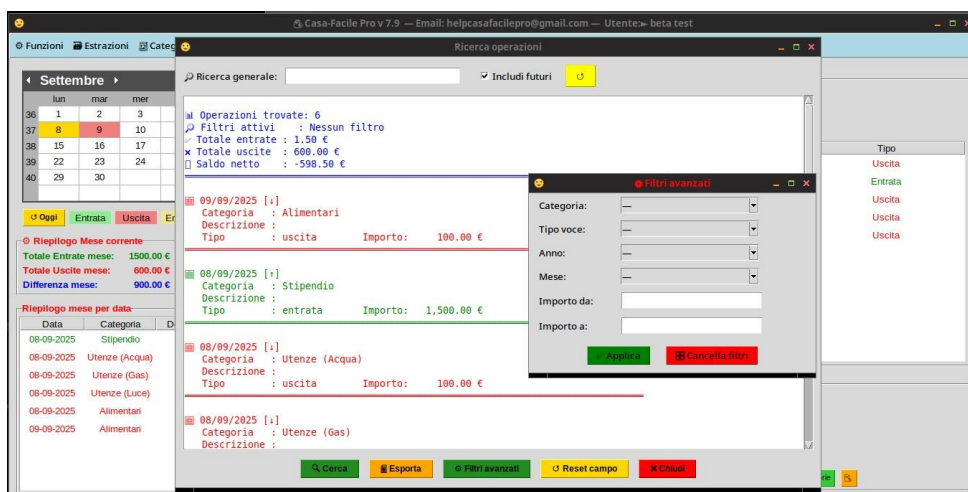 Casa-Facile Pro v 7.9 — Email: helpcasafacilepro@gmail.com — Utente:► beta test
Funzioni Estrazioni Categ
Ricerca operazioni
Ricerca generale: Includi futuri
Settembre
lun mar mer
36 1 2 3
37 8 9 10
38 15 16 17
39 22 23 24
40 29 30
Oggi Entrata Uscita
Riepilogo Mese corrente
Totale Entrate mese: 1500.00 €
Totale Uscite mese: 600.00 €
Differenza mese: 900.00 €
Riepilogo mese per data
Data Categoria D
08-09-2025 Stipendio
08-09-2025 Utenze (Acqua)
08-09-2025 Utenze (Gas)
08-09-2025 Utenze (Luce)
08-09-2025 Alimentari
09-09-2025 Alimentari
Operazioni trovate: 6
Filtri attivi : Nessun filtro
Totale entrate : 1.50 €
Totale uscite : 600.00 €
Saldo netto : -598.50 €
09/09/2025 [↓]
Categoria : Alimentari
Descrizione :
Tipo : uscita Importo: 100.00 €
08/09/2025 [↑]
Categoria : Stipendio
Descrizione :
Tipo : entrata Importo: 1,500.00 €
08/09/2025 [↓]
Categoria : Utenze (Acqua)
Descrizione :
Tipo : uscita Importo: 100.00 €
08/09/2025 [↓]
Categoria : Utenze (Gas)
Descrizione :
Cerca Esporta Filtri avanzati Reset campo Chiudi
Filtri avanzati
Categoria: —
Tipo voce: —
Anno: —
Mese: —
Importo da:
Importo a:
Applica Cancella filtri
Tipo
Uscita
Entrata
Uscita
Uscita
Uscita